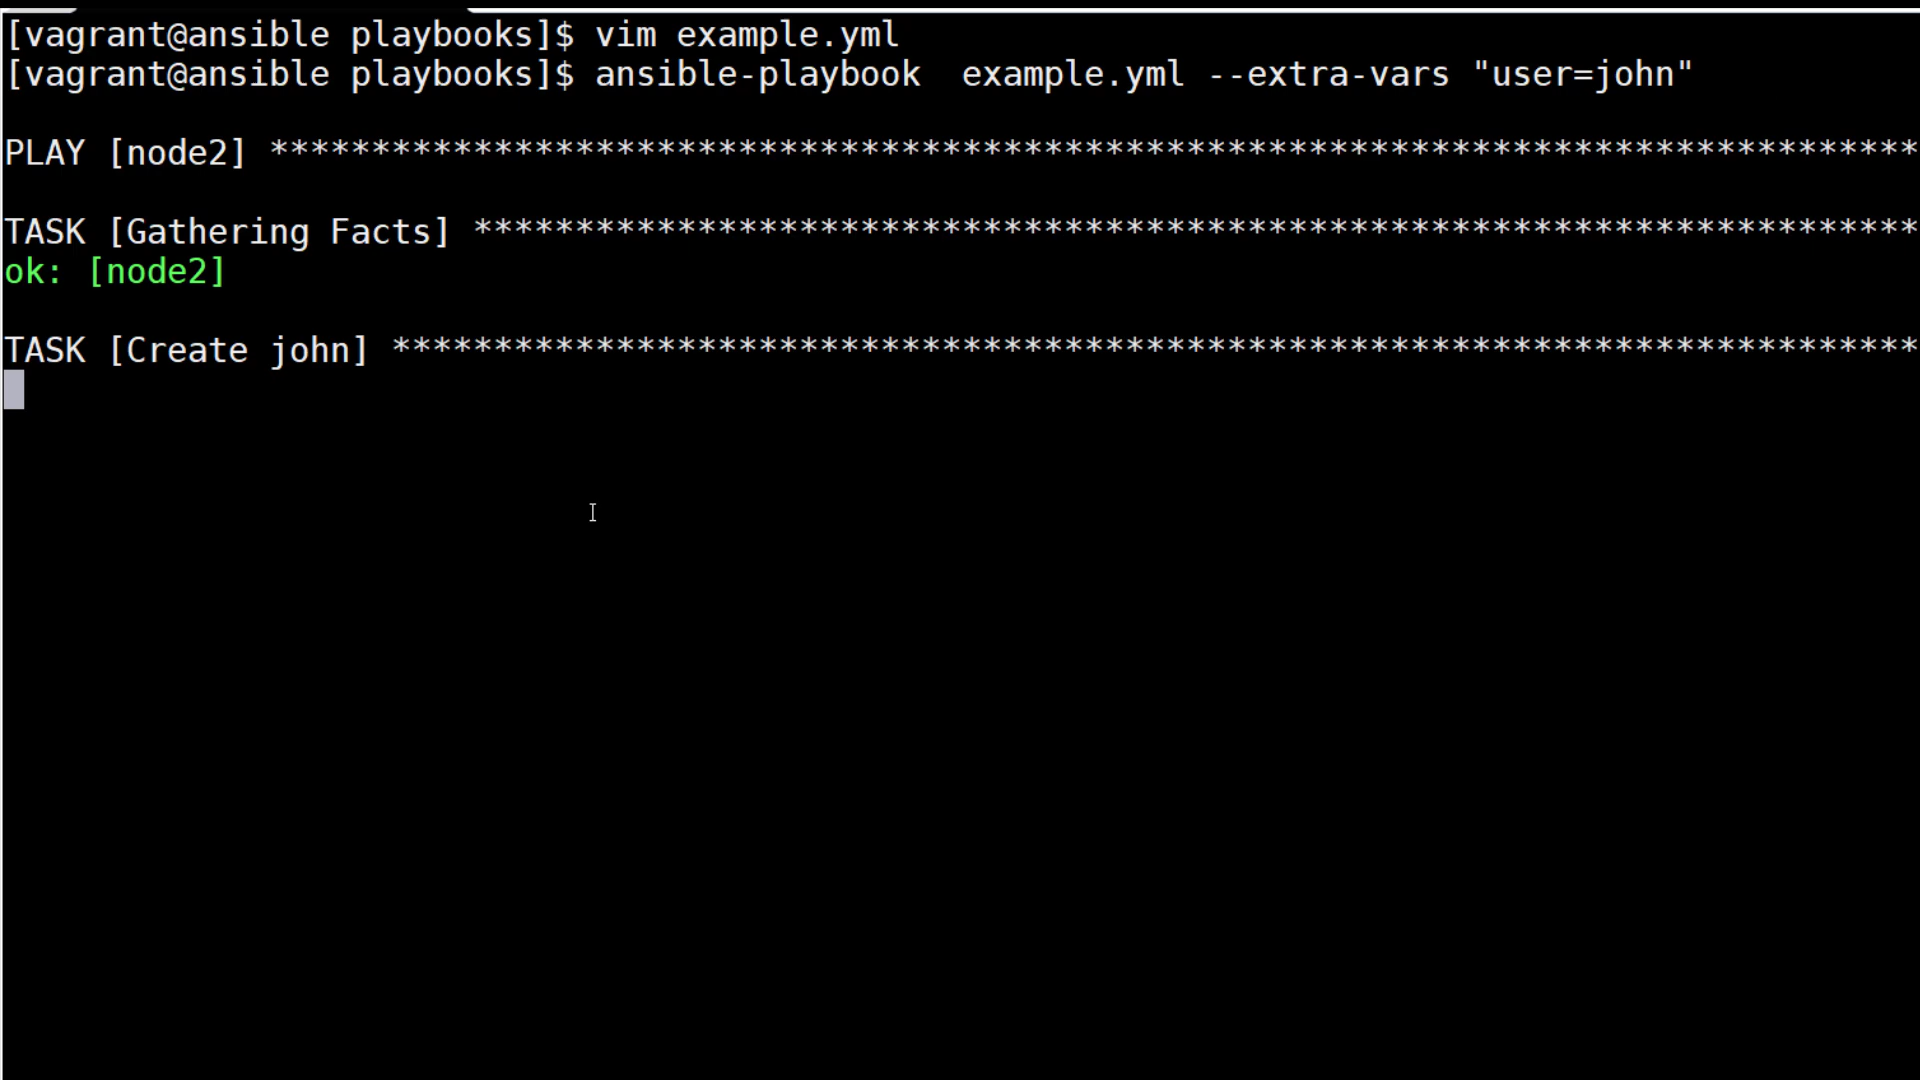 [vagrant@ansible playbooks]$ vim example.yml
[vagrant@ansible playbooks]$ ansible-playbook  example.yml --extra-vars "user=john"
PLAY [node2] *********************************************************************************
TASK [Gathering Facts] ***********************************************************************
ok: [node2]
TASK [Create john] ***************************************************************************